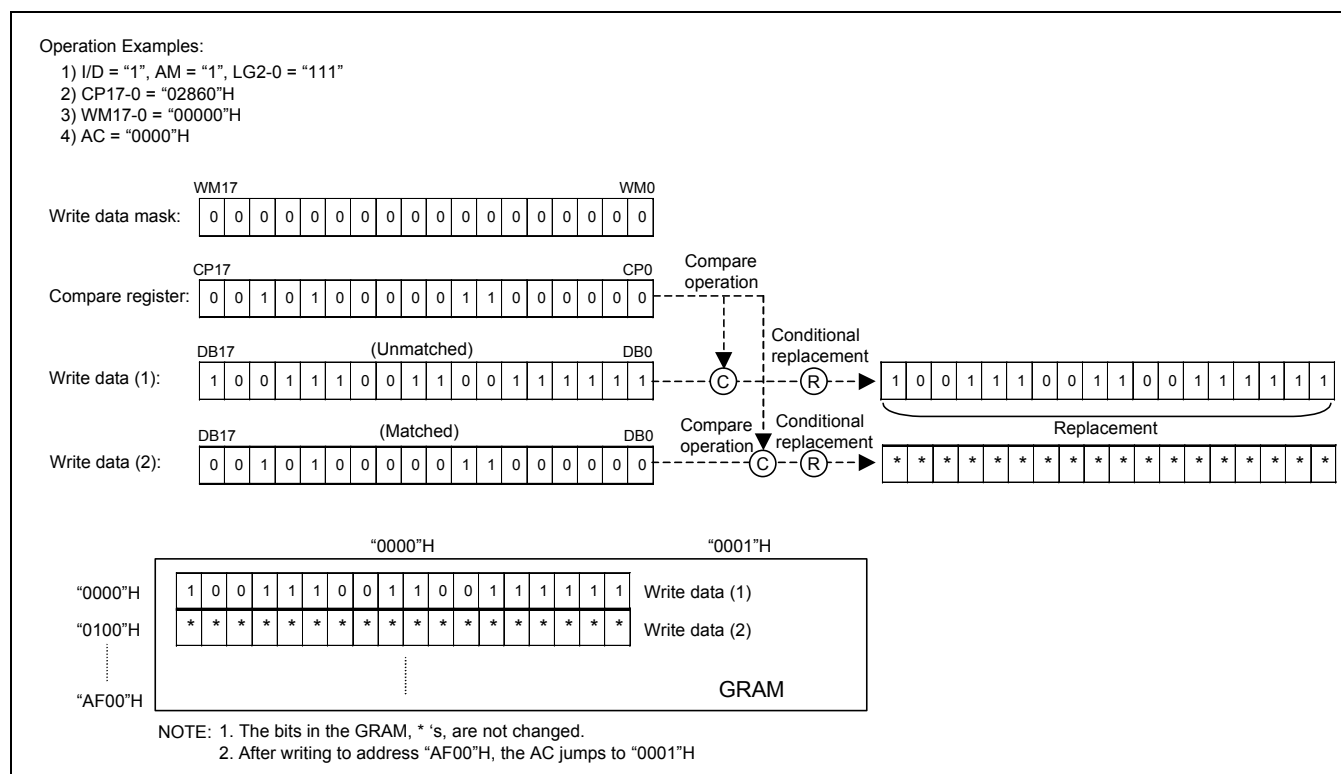 Operation Examples:
1) I/D = “1”, AM = “1”, LG2-0 = “111”
2) CP17-0 = “02860”H
3) WM17-0 = “00000”H
4) AC = “0000”H
WM17 WM0
Write data mask: 0 0 0 0 0 0 0 0 0 0 0 0 0 0 0 0 0 0
CP17 CP0 Compare operation
Compare register: 0 0 1 0 1 0 0 0 0 0 1 1 0 0 0 0 0 0
DB17 (Unmatched) DB0 Conditional replacement
Write data (1): 1 0 0 1 1 1 0 0 1 1 0 0 1 1 1 1 1 1 C R 1 0 0 1 1 1 0 0 1 1 0 0 1 1 1 1 1 1
DB17 (Matched) DB0 Compare operation Conditional replacement Replacement
Write data (2): 0 0 1 0 1 0 0 0 0 0 1 1 0 0 0 0 0 0 C R * * * * * * * * * * * * * * * * * *
“0000”H “0001”H
“0000”H 1 0 0 1 1 1 0 0 1 1 0 0 1 1 1 1 1 1 Write data (1)
“0100”H * * * * * * * * * * * * * * * * * * Write data (2)
“AF00”H GRAM
NOTE: 1. The bits in the GRAM, * ‘s, are not changed.
2. After writing to address “AF00”H, the AC jumps to “0001”H